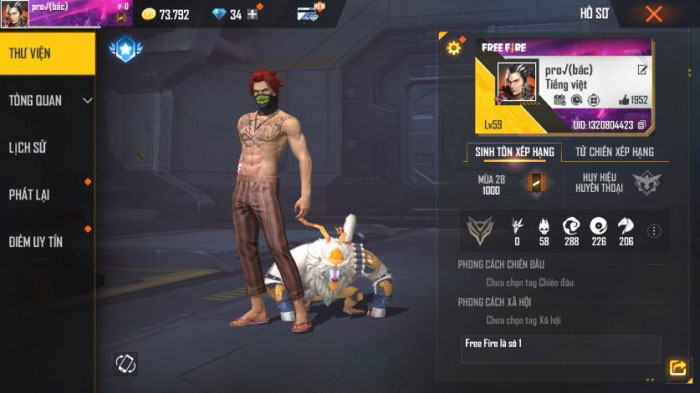 pro√(bác)
73.792
34 +
NEW
HỒ SƠ
THƯ VIỆN
TỔNG QUAN
LỊCH SỬ
PHÁT LẠI
ĐIỂM UY TÍN
FREE FIRE
pro√(bác)
Tiếng việt
1952
Lv59
UID: 1320804423
SINH TỒN XẾP HẠNG
TỬ CHIẾN XẾP HẠNG
MÙA 28
1000
HUY HIỆU
HUYỀN THOẠI
0 58 288 226 206
PHONG CÁCH CHIẾN ĐẤU
Chưa chọn tag Chiến đấu
PHONG CÁCH XÃ HỘI
Chưa chọn tag Xã hội
Free Fire là số 1